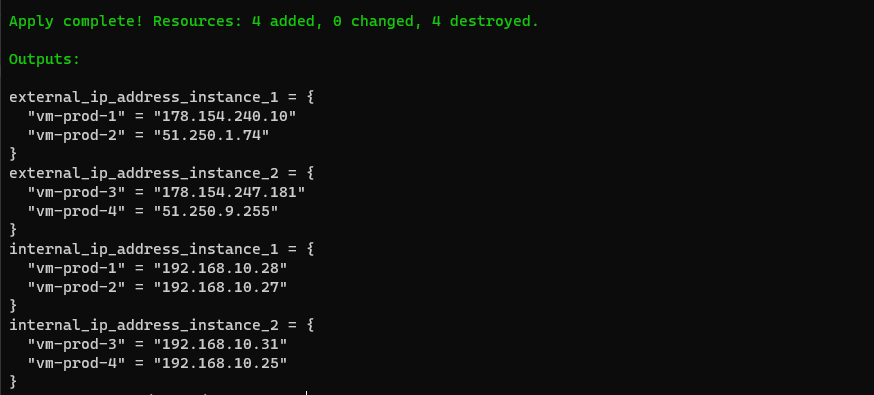 Apply complete! Resources: 4 added, 0 changed, 4 destroyed.
Outputs:
external_ip_address_instance_1 = {
  "vm-prod-1" = "178.154.240.10"
  "vm-prod-2" = "51.250.1.74"
}
external_ip_address_instance_2 = {
  "vm-prod-3" = "178.154.247.181"
  "vm-prod-4" = "51.250.9.255"
}
internal_ip_address_instance_1 = {
  "vm-prod-1" = "192.168.10.28"
  "vm-prod-2" = "192.168.10.27"
}
internal_ip_address_instance_2 = {
  "vm-prod-3" = "192.168.10.31"
  "vm-prod-4" = "192.168.10.25"
}